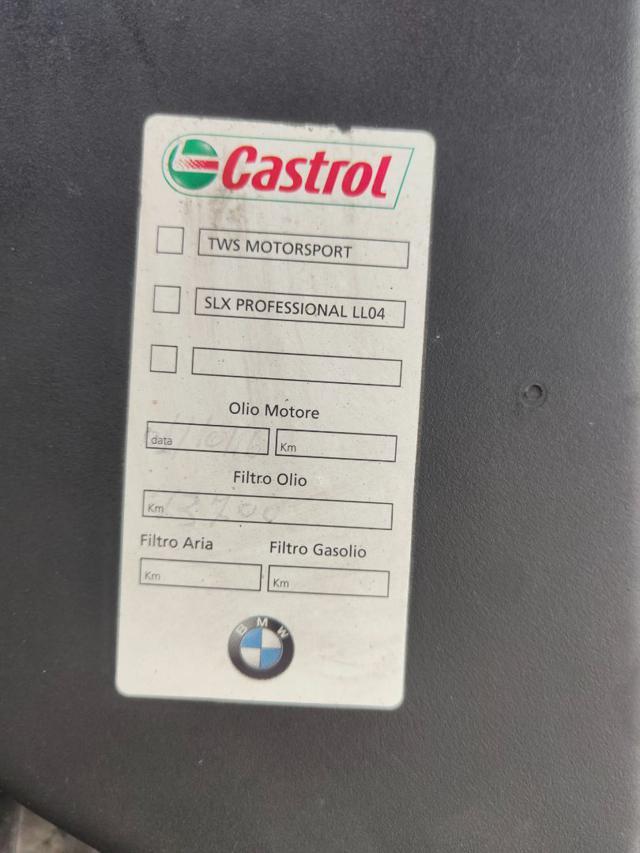 Castrol
TWS MOTORSPORT
SLX PROFESSIONAL LL04
Olio Motore
data
Km
Filtro Olio
Km
Filtro Aria
Filtro Gasolio
Km
Km
BMW